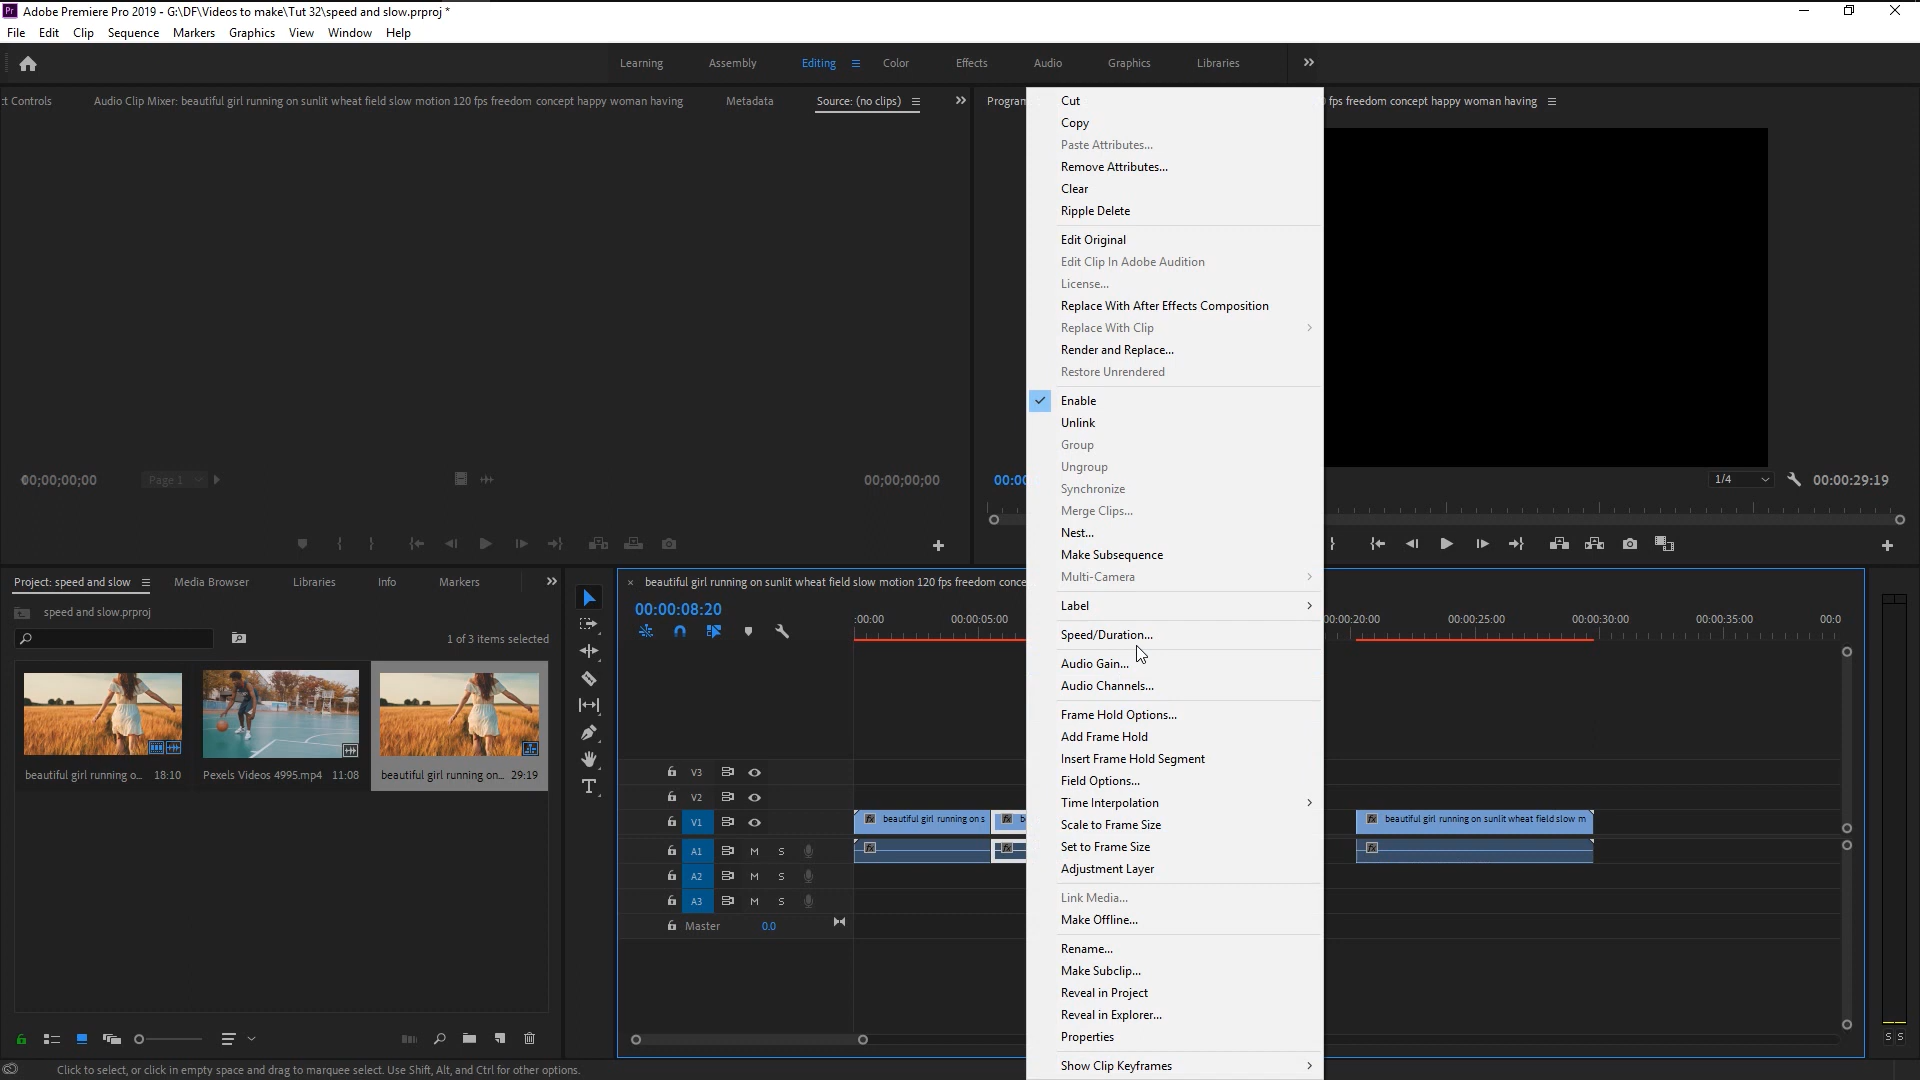 Pr Adobe Premiere Pro 2019 - G:\DF\Videos to make\Tut 32\speed and slow.prproj *
File Edit Clip Sequence Markers Graphics View Window Help
Learning Assembly Editing Color Effects Audio Graphics Libraries
t Controls Audio Clip Mixer: beautiful girl running on sunlit wheat field slow motion 120 fps freedom concept happy woman having Metadata Source: (no clips)
Program fps freedom concept happy woman having
Cut
Copy
Paste Attributes...
Remove Attributes...
Clear
Ripple Delete
Edit Original
Edit Clip In Adobe Audition
License...
Replace With After Effects Composition
Replace With Clip
Render and Replace...
Restore Unrendered
Enable
Unlink
Group
Ungroup
Synchronize
Merge Clips...
Nest...
Make Subsequence
Multi-Camera
Label
Speed/Duration...
Audio Gain...
Audio Channels...
Frame Hold Options...
Add Frame Hold
Insert Frame Hold Segment
Field Options...
Time Interpolation
Scale to Frame Size
Set to Frame Size
Adjustment Layer
Link Media...
Make Offline...
Rename...
Make Subclip...
Reveal in Project
Reveal in Explorer...
Properties
Show Clip Keyframes
00;00;00;00 Page 1 00;00;00;00
00:00 1/4 00:00:29:19
Project: speed and slow Media Browser Libraries Info Markers
speed and slow.prproj
1 of 3 items selected
beautiful girl running o... 18:10
Pexels Videos 4995.mp4 11:08
beautiful girl running on... 29:19
beautiful girl running on sunlit wheat field slow motion 120 fps freedom conce
00:00:08:20
:00:00 00:00:05:00 00:00:20:00 00:00:25:00 00:00:30:00 00:00:35:00 00:0
V3
V2
V1 beautiful girl running on s b beautiful girl running on sunlit wheat field slow m
A1 M S
A2 M S
A3 M S
Master 0.0
S S
Click to select, or click in empty space and drag to marquee select. Use Shift, Alt, and Ctrl for other options.